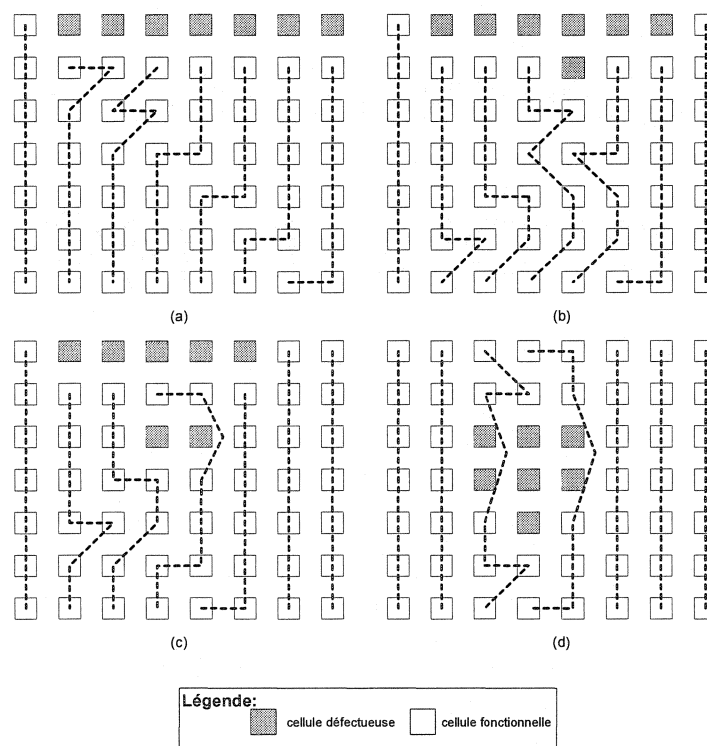 (a)
(b)
(c)
(d)
Légende:
cellule défectueuse
cellule fonctionnelle